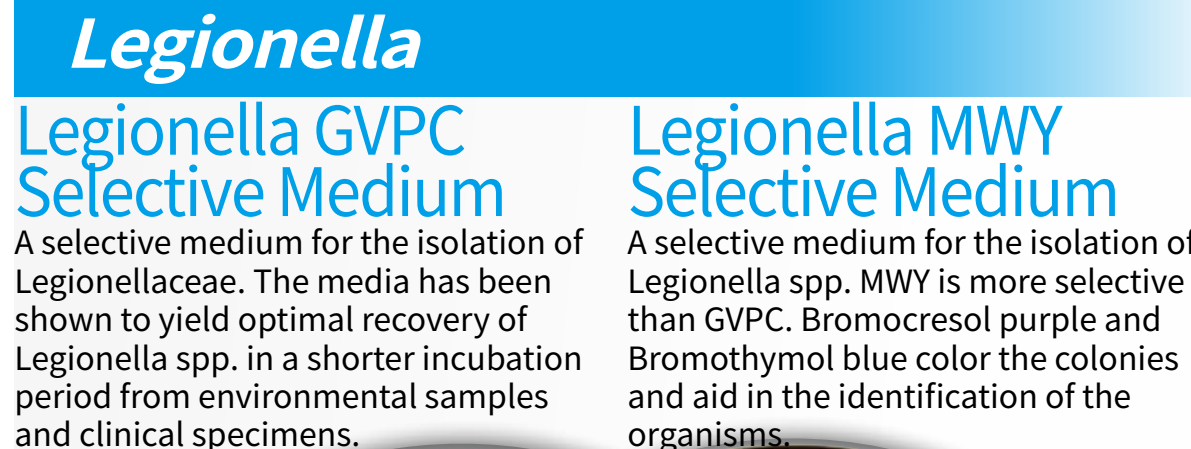 Legionella
Legionella GVPC
Selective Medium
A selective medium for the isolation of
Legionellaceae. The media has been
shown to yield optimal recovery of
Legionella spp. in a shorter incubation
period from environmental samples
and clinical specimens.
Legionella MWY
Selective Medium
A selective medium for the isolation of
Legionella spp. MWY is more selective
than GVPC. Bromocresol purple and
Bromothymol blue color the colonies
and aid in the identification of the
organisms.